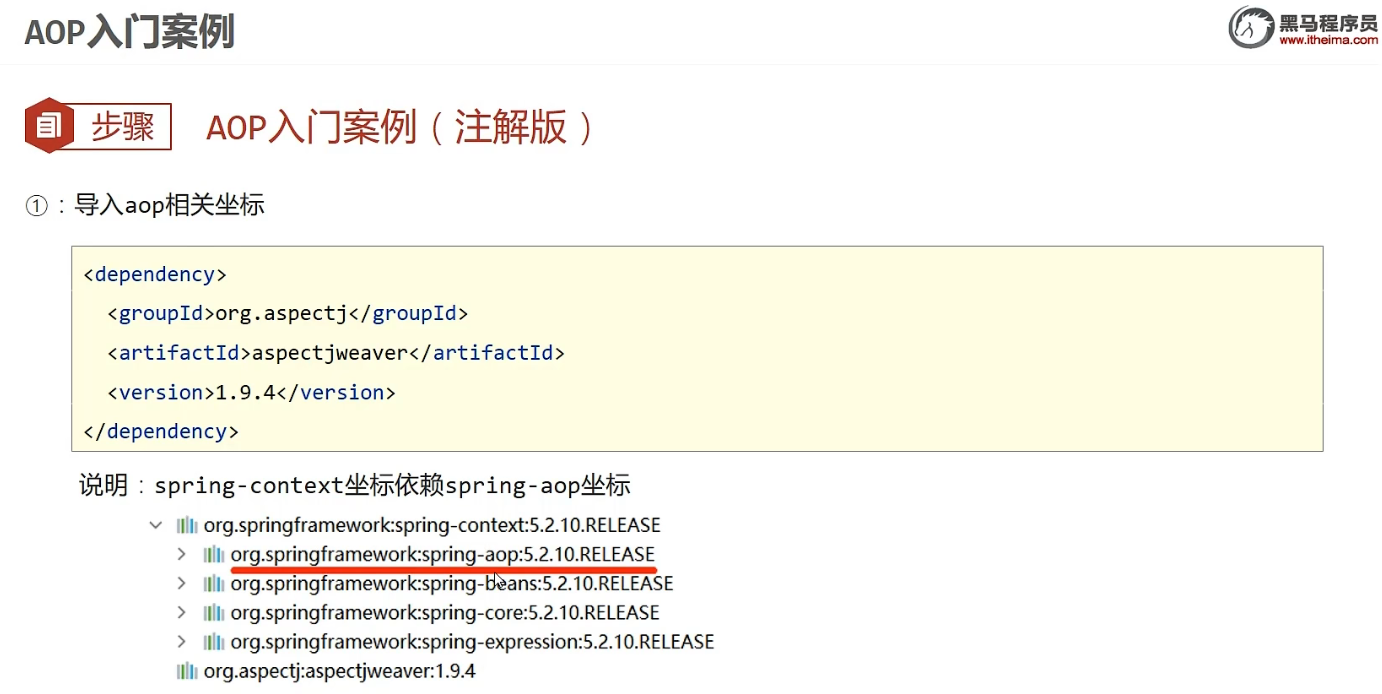 AOP入门案例
黑马程序员
www.itheima.com
步骤
AOP入门案例（注解版）
①：导入aop相关坐标
<dependency>
<groupId>org.aspectj</groupId>
<artifactId>aspectjweaver</artifactId>
<version>1.9.4</version>
</dependency>
说明：spring-context坐标依赖spring-aop坐标
org.springframework:spring-context:5.2.10.RELEASE
org.springframework:spring-aop:5.2.10.RELEASE
org.springframework:spring-beans:5.2.10.RELEASE
org.springframework:spring-core:5.2.10.RELEASE
org.springframework:spring-expression:5.2.10.RELEASE
org.aspectj:aspectjweaver:1.9.4